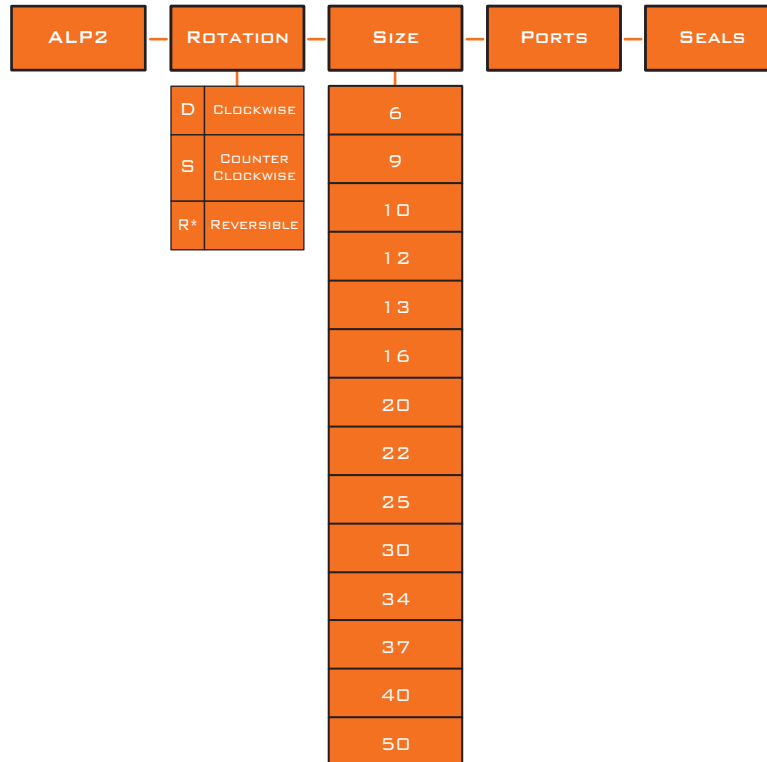 ALP2
Rotation
Size
Ports
Seals
D Clockwise
S Counter
Clockwise
R* Reversible
6
9
10
12
13
16
20
22
25
30
34
37
40
50